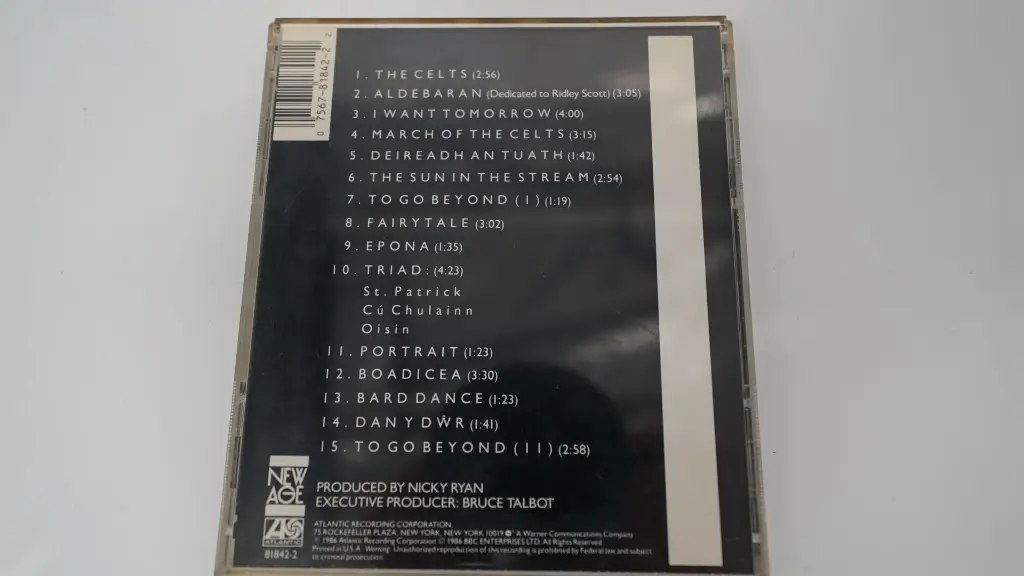 0 7567-81842-2 2
1. THE CELTS (2:56)
2. ALDEBARAN (Dedicated to Ridley Scott) (3:05)
3. I WANT TOMORROW (4:00)
4. MARCH OF THE CELTS (3:15)
5. DEIREADH AN TUATH (1:42)
6. THE SUN IN THE STREAM (2:54)
7. TO GO BEYOND (I) (1:19)
8. FAIRYTALE (3:02)
9. EPONA (1:35)
10. TRIAD: (4:23)
St. Patrick
Cú Chulainn
Oisin
11. PORTRAIT (1:23)
12. BOADICEA (3:30)
13. BARD DANCE (1:23)
14. DAN Y DŴR (1:41)
15. TO GO BEYOND (II) (2:58)
NEW
AGE
PRODUCED BY NICKY RYAN
EXECUTIVE PRODUCER: BRUCE TALBOT
ATLANTIC
81842-2
ATLANTIC RECORDING CORPORATION,
75 ROCKEFELLER PLAZA, NEW YORK, NEW YORK 10019 A Warner Communications Company
℗ 1986 Atlantic Recording Corporation © 1986 BBC ENTERPRISES LTD. All Rights Reserved.
Printed in U.S.A. Warning: Unauthorized reproduction of this recording is prohibited by Federal law and subject
to criminal prosecution.